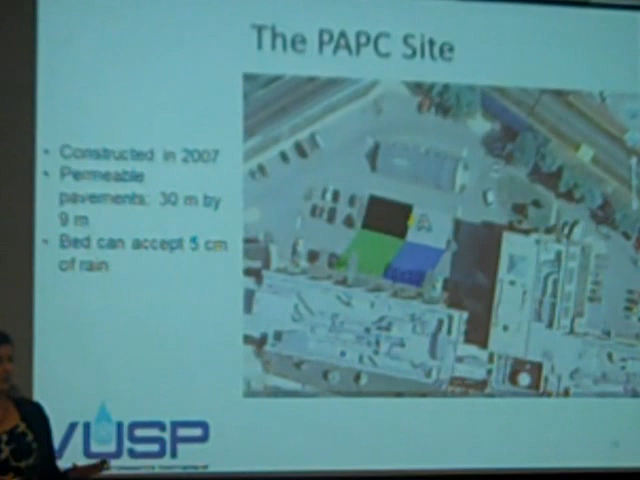 The PAPC Site
• Constructed in 2007
• Permeable
pavements: 30 m by
9 m
• Bed can accept 5 cm
of rain
VUSP